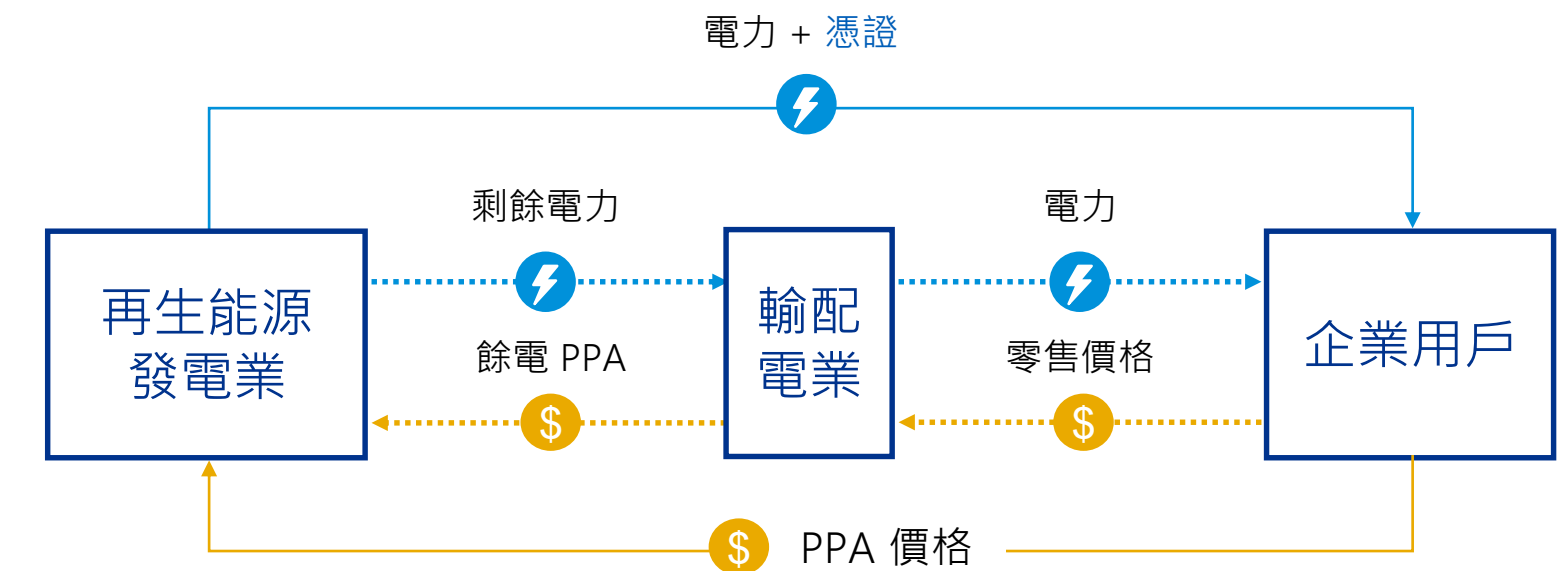 電力 + 憑證
剩餘電力
電力
再生能源
發電業
輸配
電業
企業用戶
餘電 PPA
零售價格
$
$
$
PPA 價格